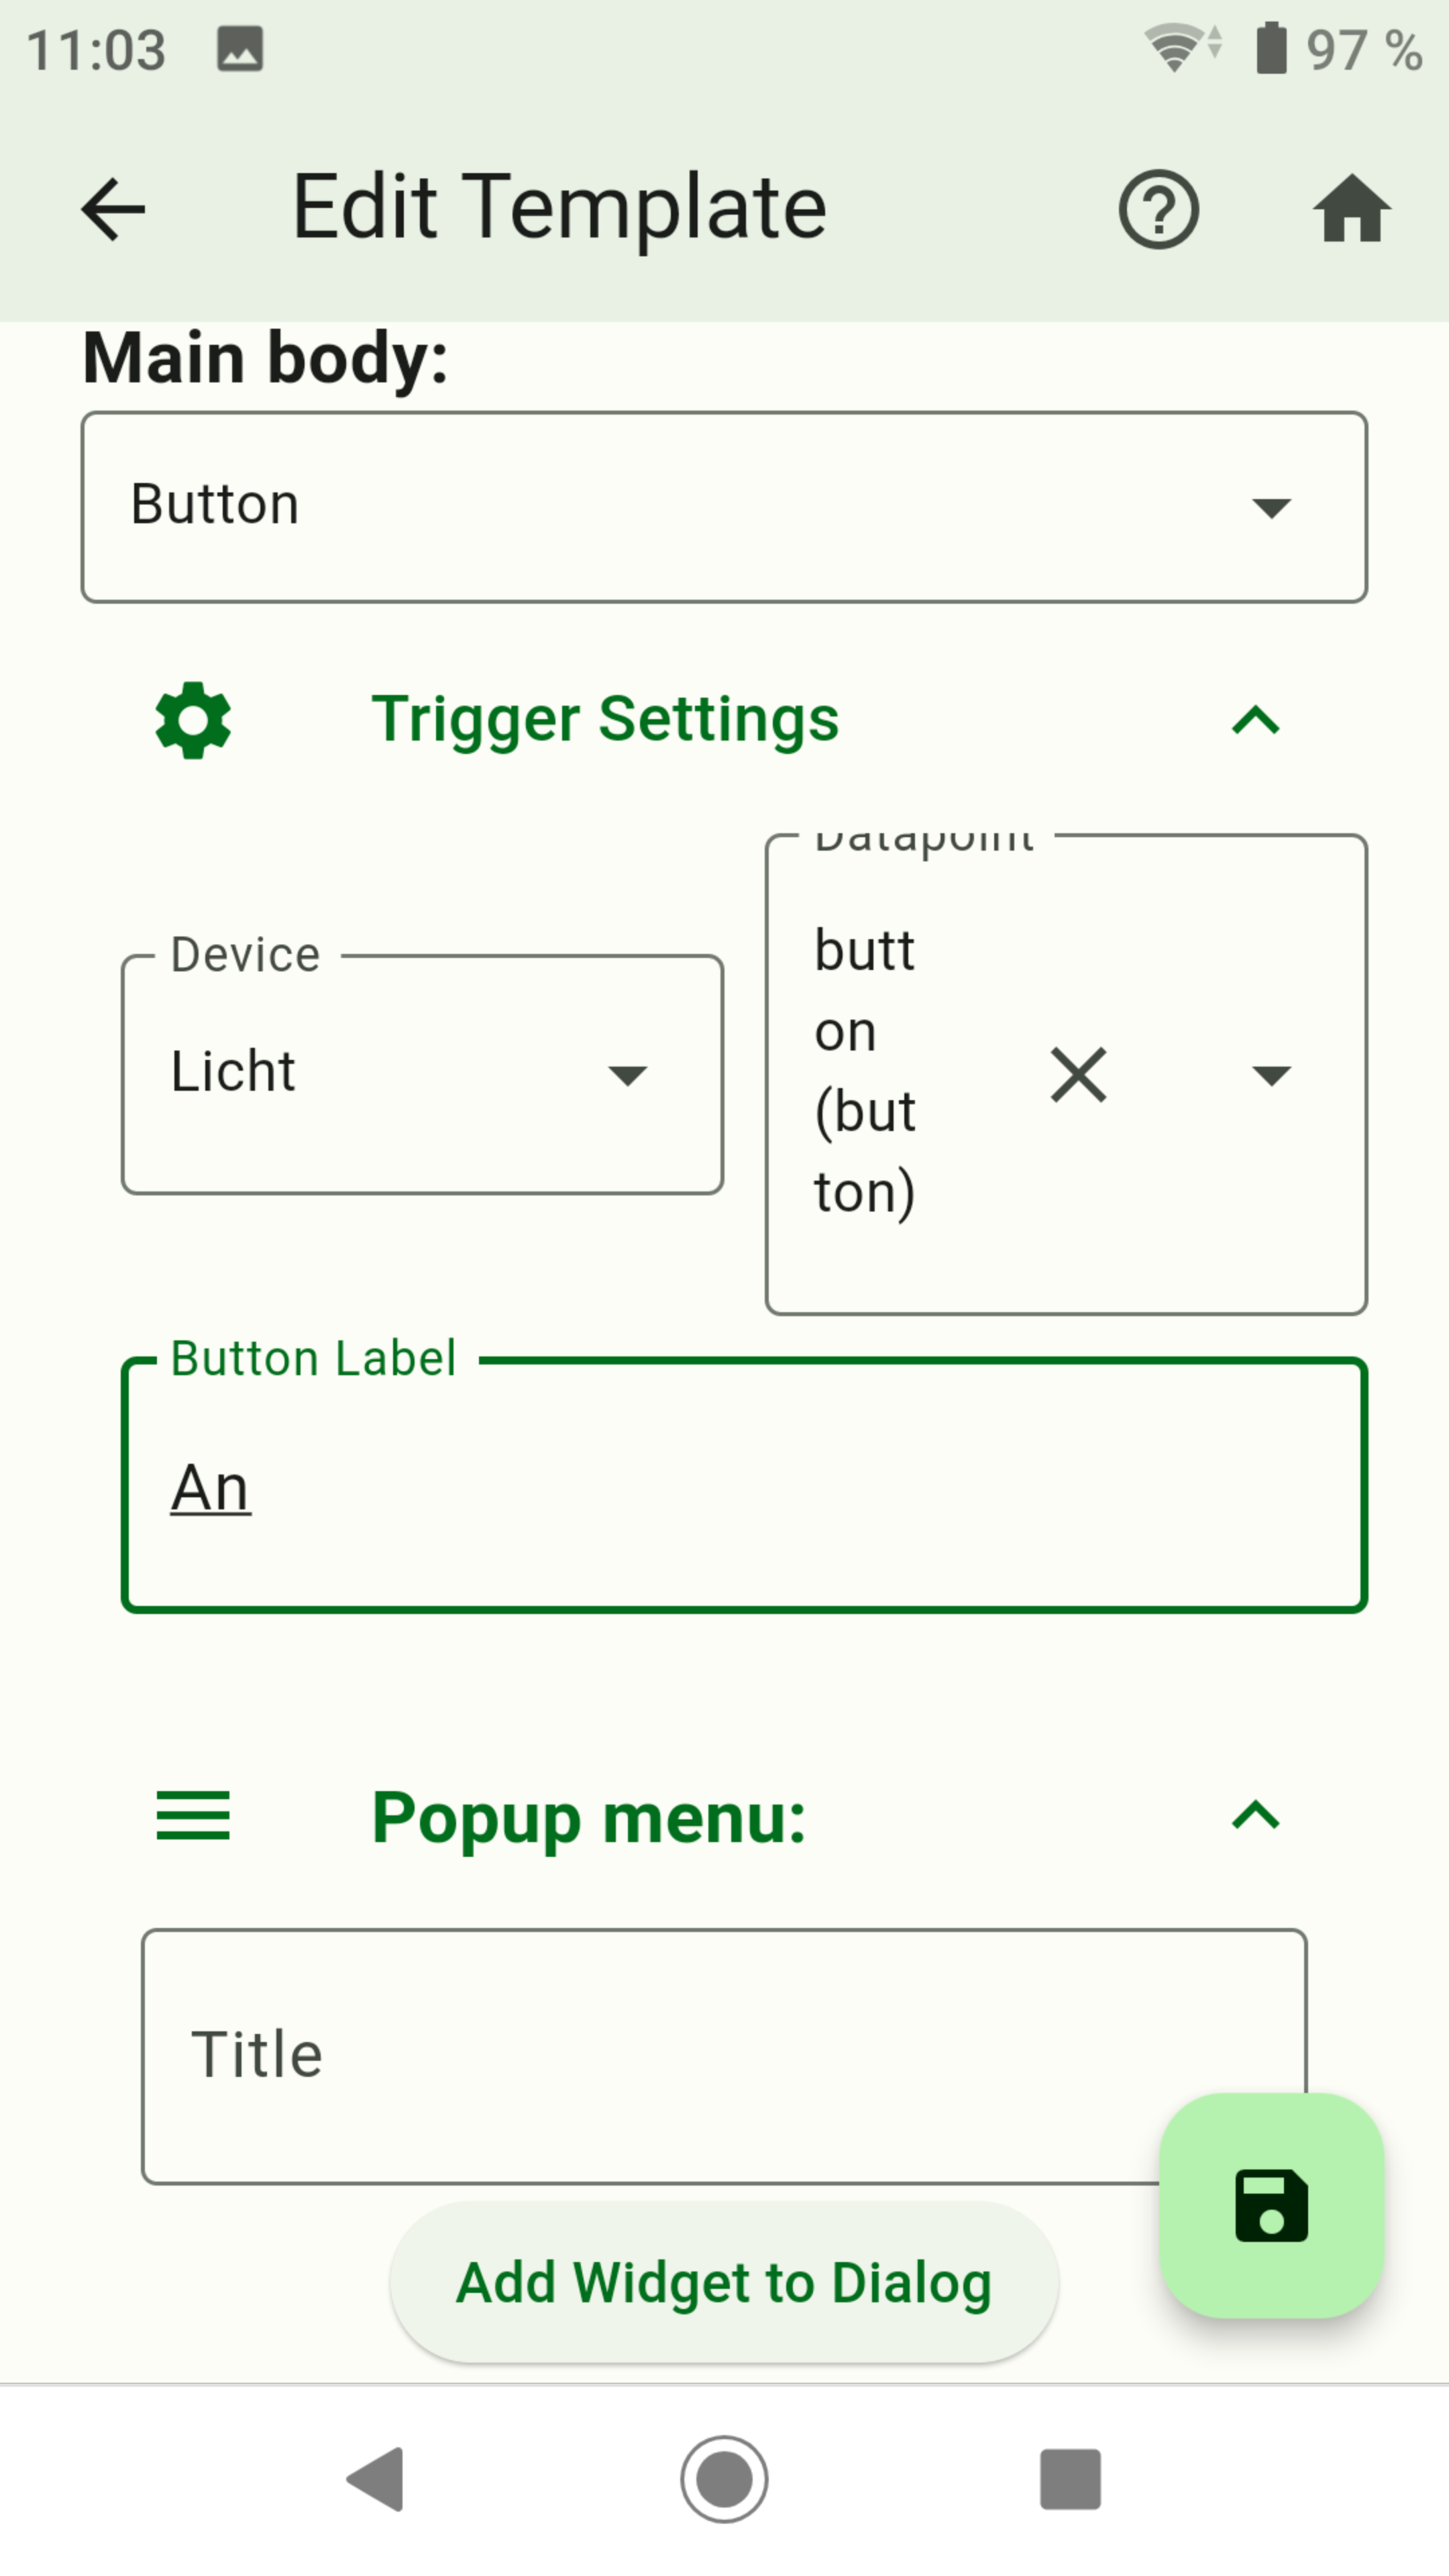 11:03
97 %
Edit Template
Main body:
Button
Trigger Settings
Datapoint
Device
Licht
butt
on
(but
ton)
Button Label
An
Popup menu:
Title
Add Widget to Dialog